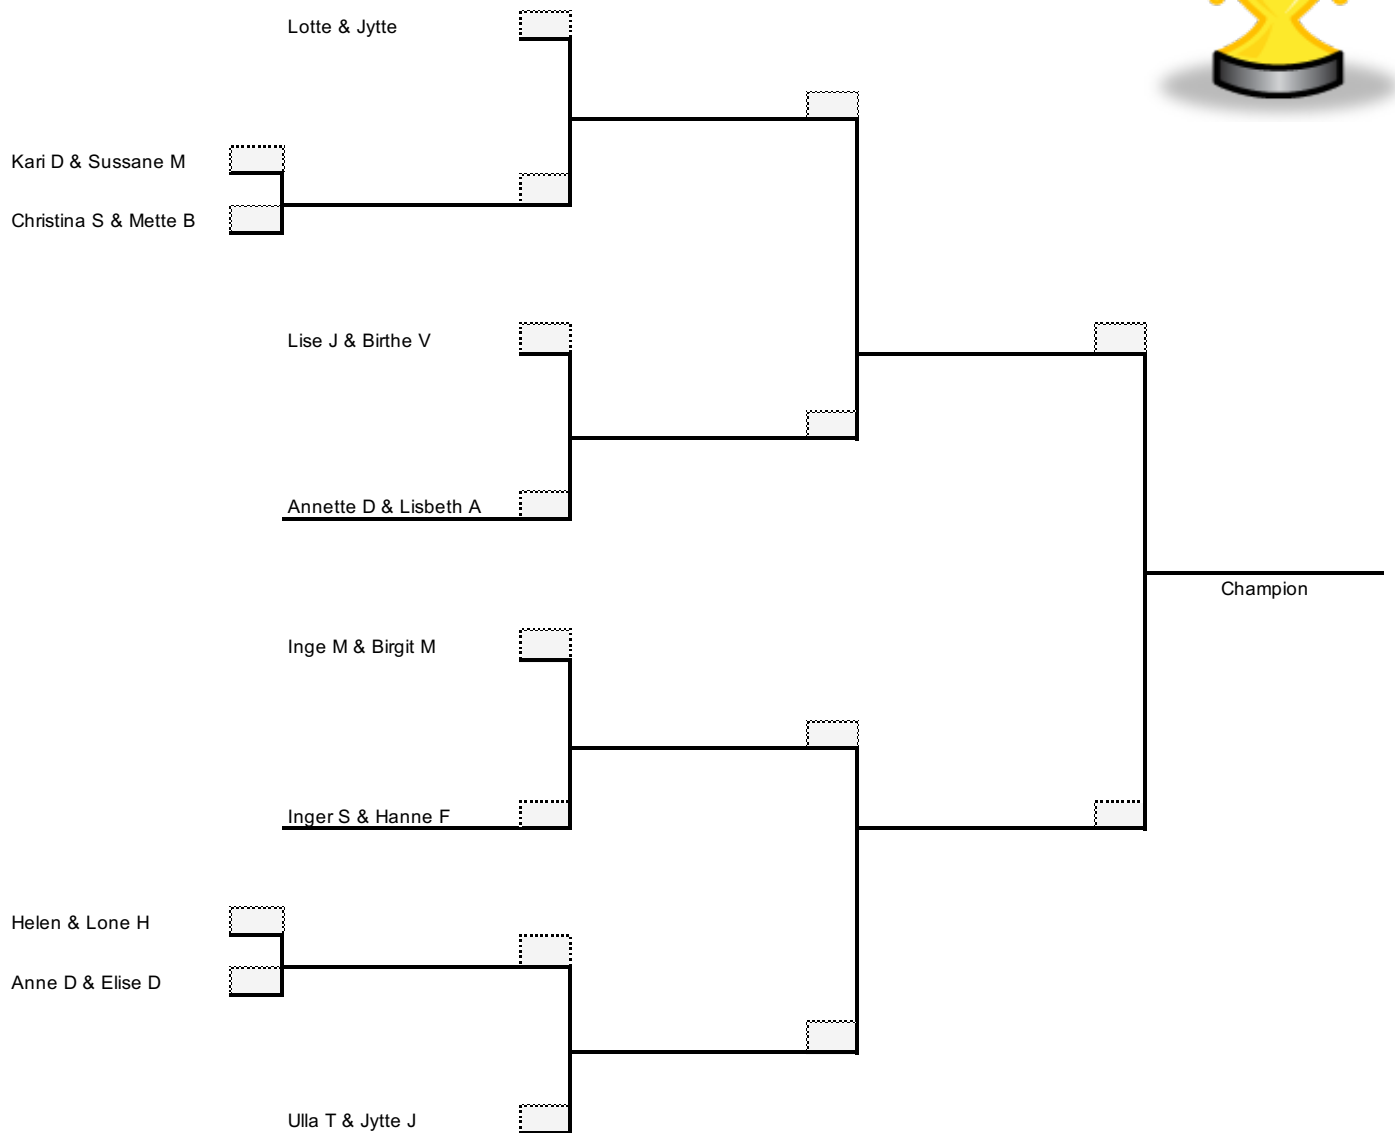 Lotte & Jytte
Kari D & Sussane M
Christina S & Mette B
Lise J & Birthe V
Annette D & Lisbeth A
Champion
Inge M & Birgit M
Inger S & Hanne F
Helen & Lone H
Anne D & Elise D
Ulla T & Jytte J